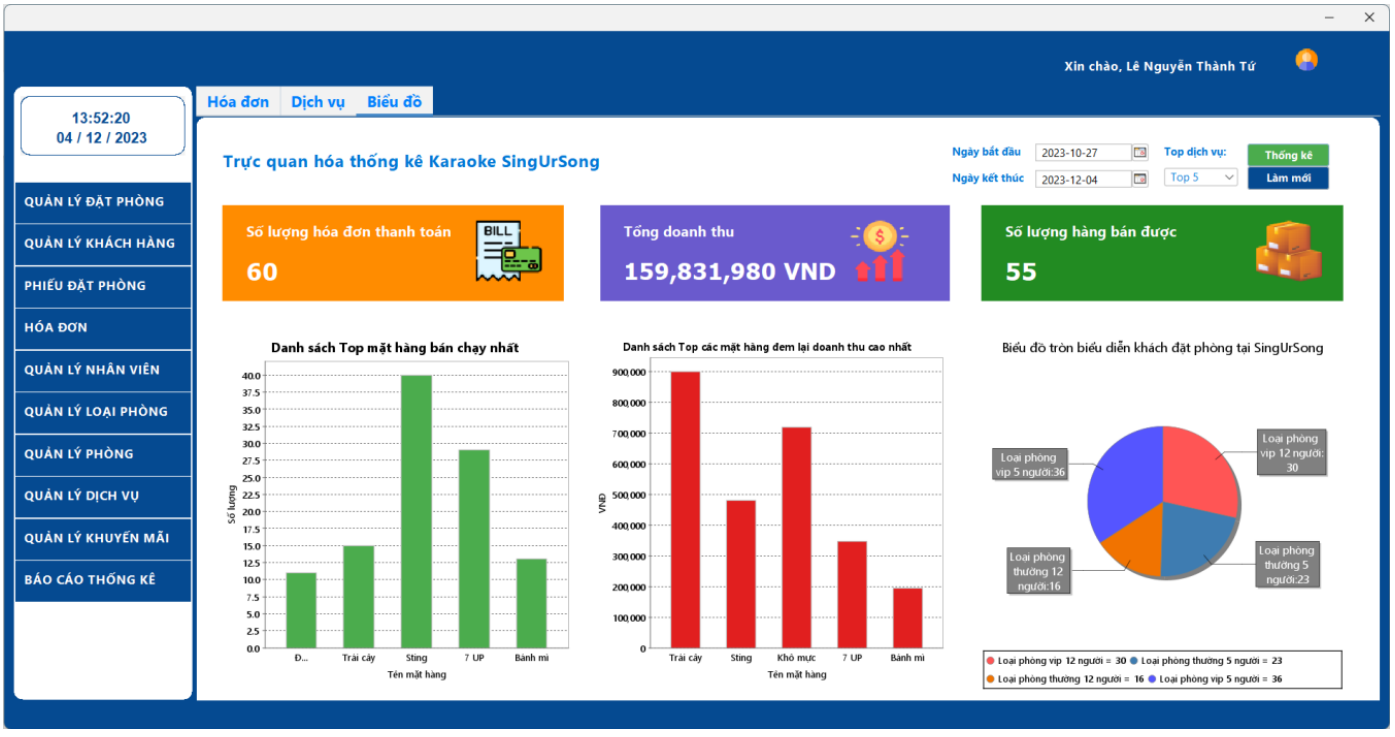 Xin chào, Lê Nguyễn Thành Tứ
13:52:20
04 / 12 / 2023
QUẢN LÝ ĐẶT PHÒNG
QUẢN LÝ KHÁCH HÀNG
PHIẾU ĐẶT PHÒNG
HÓA ĐƠN
QUẢN LÝ NHÂN VIÊN
QUẢN LÝ LOẠI PHÒNG
QUẢN LÝ PHÒNG
QUẢN LÝ DỊCH VỤ
QUẢN LÝ KHUYẾN MÃI
BÁO CÁO THỐNG KÊ
Hóa đơn Dịch vụ Biểu đồ
Trực quan hóa thống kê Karaoke SingUrSong
Ngày bắt đầu 2023-10-27 Top dịch vụ: Thống kê
Ngày kết thúc 2023-12-04 Top 5 Làm mới
Số lượng hóa đơn thanh toán
60
BILL
Tổng doanh thu
159,831,980 VND
$
Số lượng hàng bán được
55
Danh sách Top mặt hàng bán chạy nhất
40.0
37.5
35.0
32.5
30.0
27.5
25.0
22.5
20.0
17.5
15.0
12.5
10.0
7.5
5.0
2.5
0.0
Số lượng
Đ... Trái cây Sting 7 UP Bánh mì
Tên mặt hàng
Danh sách Top các mặt hàng đem lại doanh thu cao nhất
900,000
800,000
700,000
600,000
500,000
400,000
300,000
200,000
100,000
0
VND
Trái cây Sting Khô mực 7 UP Bánh mì
Tên mặt hàng
Biểu đồ tròn biểu diễn khách đặt phòng tại SingUrSong
Loại phòng
vip 12 người:
30
Loại phòng
vip 5 người:36
Loại phòng
thường 12
người:16
Loại phòng
thường 5
người:23
Loại phòng vip 12 người = 30 Loại phòng thường 5 người = 23
Loại phòng thường 12 người = 16 Loại phòng vip 5 người = 36